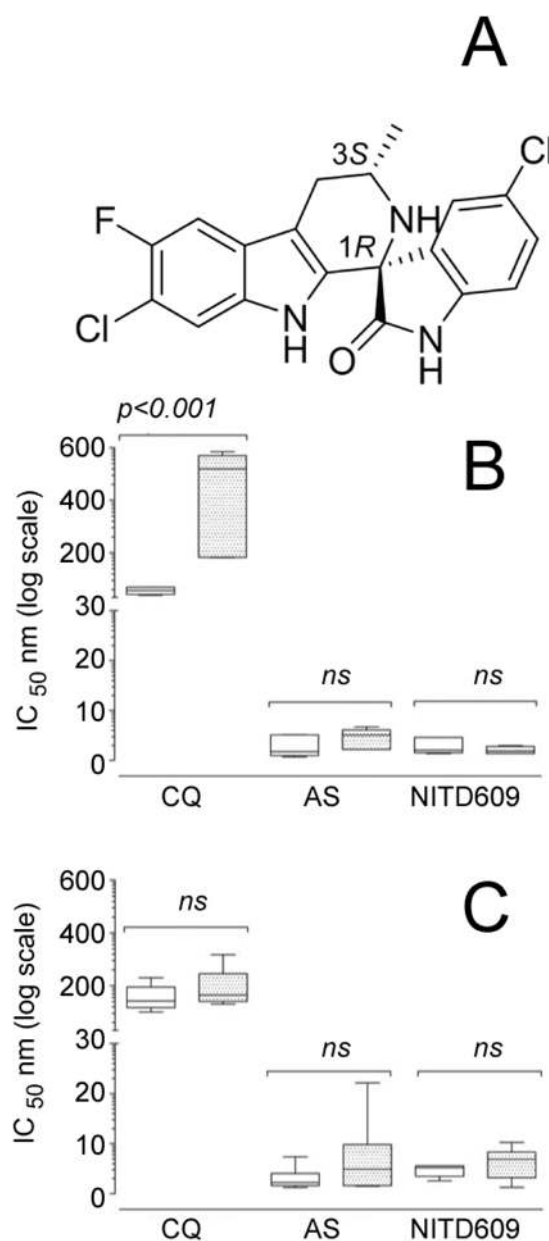 A
3S
Cl
F
NH
1R
Cl
N
H
O
N
H
p<0.001
B
600
400
200
30
20
10
0
IC 50 nm (log scale)
ns
ns
CQ
AS
NITD609
C
600
400
200
30
20
10
0
IC 50 nm (log scale)
ns
ns
ns
CQ
AS
NITD609